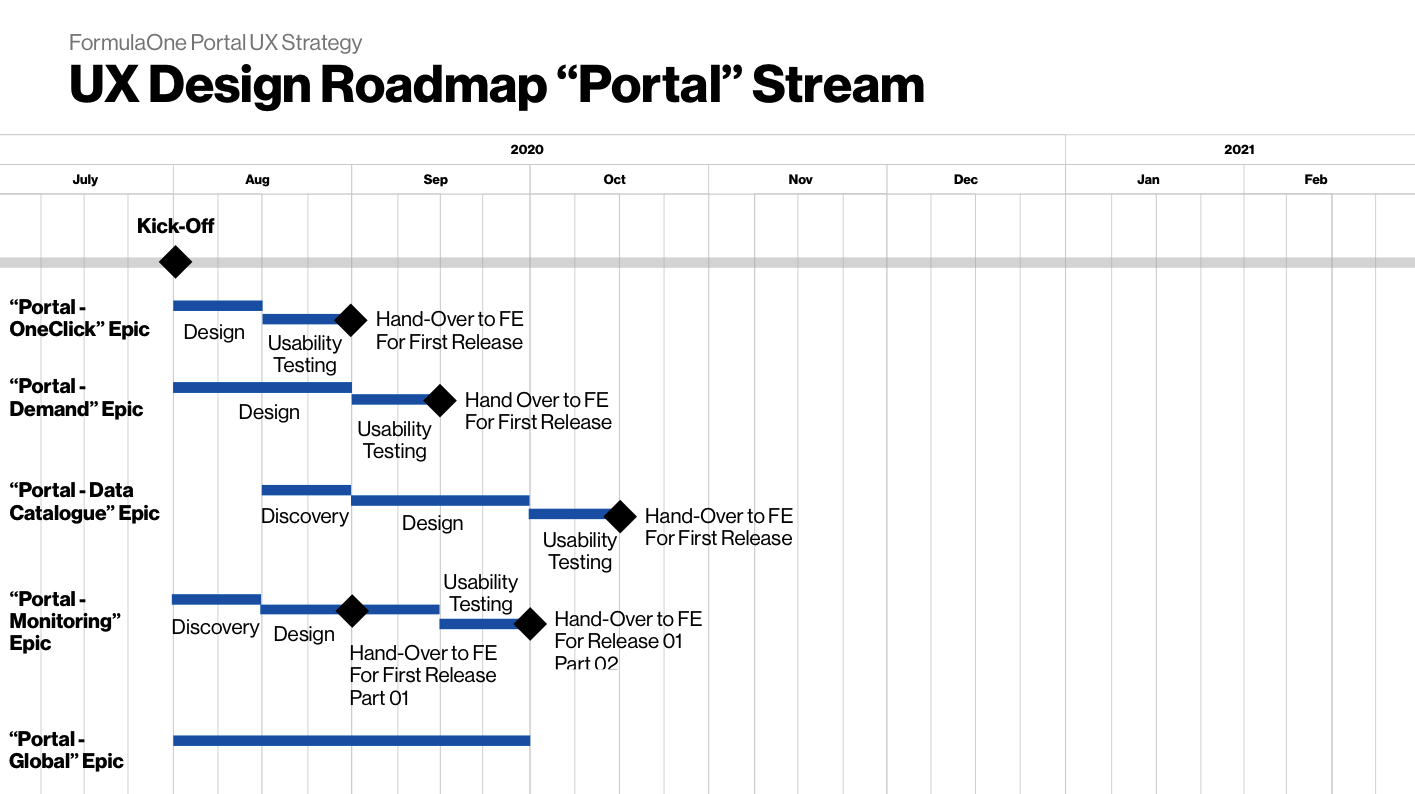 FormulaOne Portal UX Strategy
UX Design Roadmap “Portal” Stream
2020
2021
July
Aug
Sep
Oct
Nov
Dec
Jan
Feb
Kick-Off
“Portal -
OneClick” Epic
Design
Usability
Testing
Hand-Over to FE
For First Release
“Portal -
Demand” Epic
Design
Usability
Testing
Hand Over to FE
For First Release
“Portal - Data
Catalogue” Epic
Discovery
Design
Usability
Testing
Hand-Over to FE
For First Release
“Portal -
Monitoring”
Epic
Discovery
Design
Hand-Over to FE
For First Release
Part 01
Usability
Testing
Hand-Over to FE
For Release 01
Part 02
“Portal -
Global” Epic